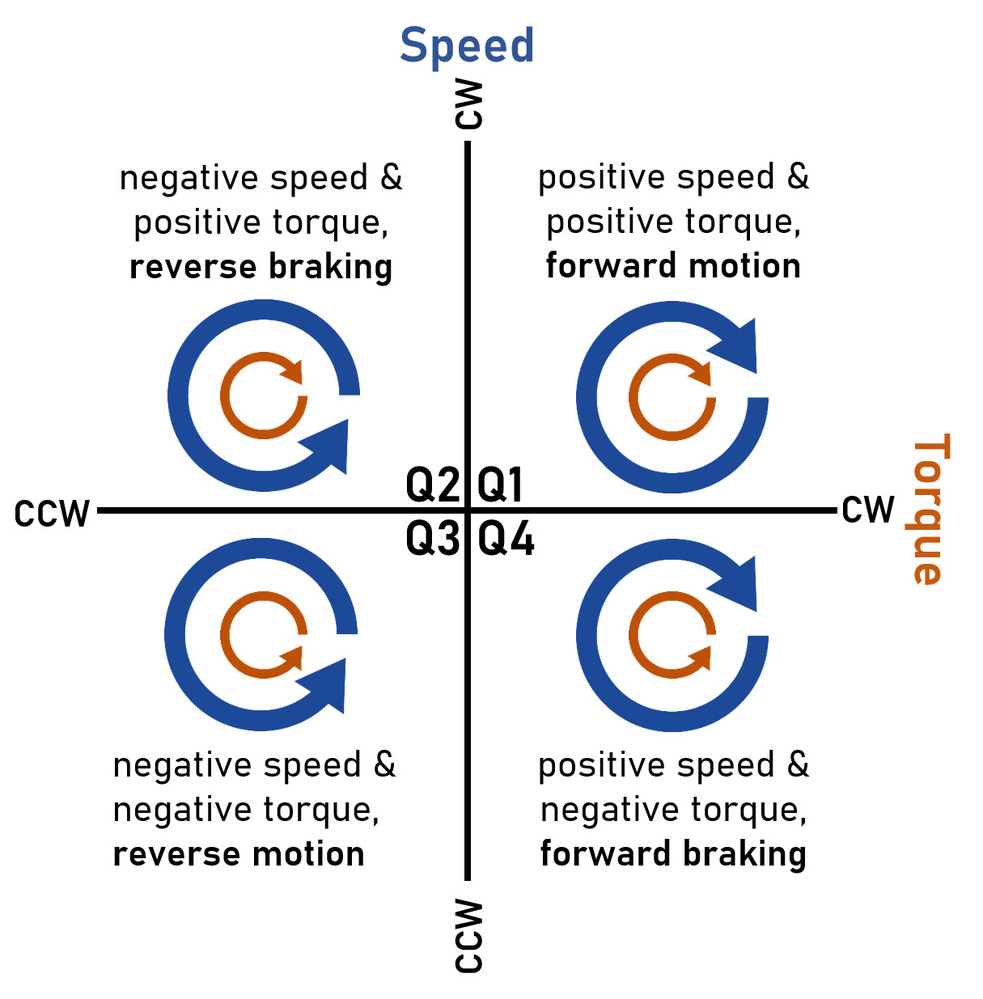 Speed
CW
negative speed &
positive torque,
reverse braking
positive speed &
positive torque,
forward motion
Q2
Q1
CCW
CW
Torque
Q3
Q4
negative speed &
negative torque,
reverse motion
positive speed &
negative torque,
forward braking
CCW